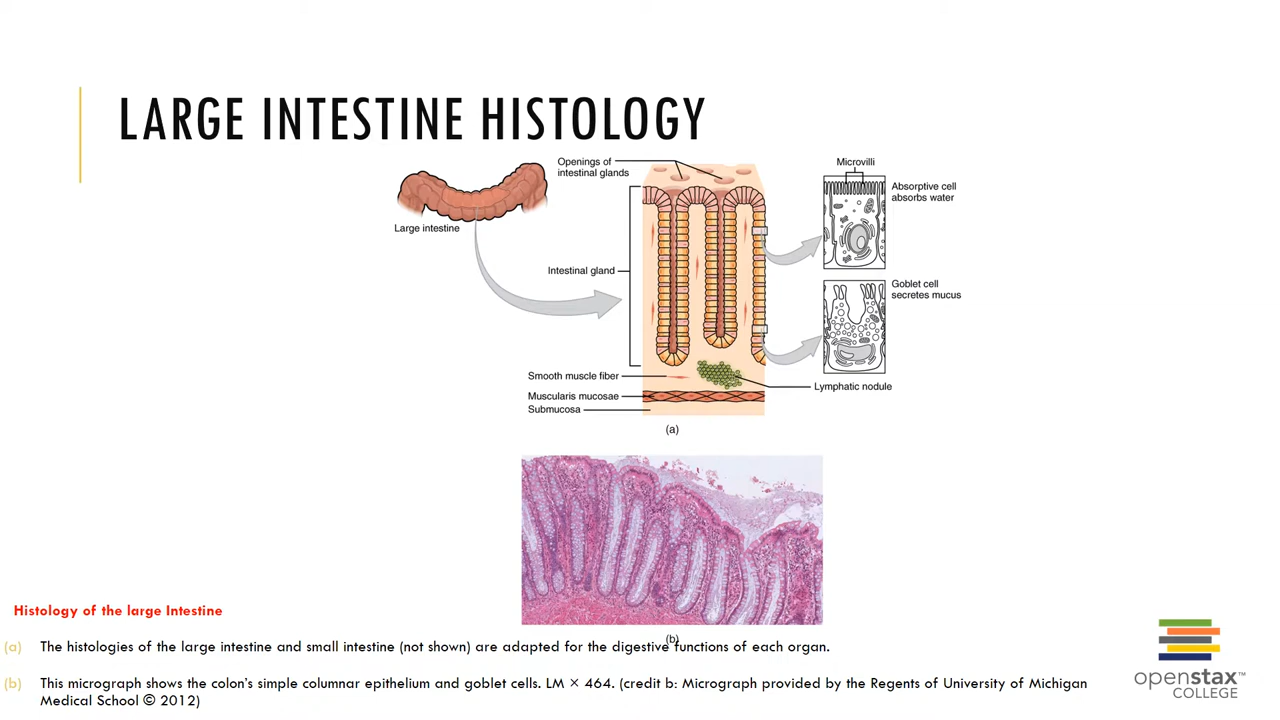 LARGE INTESTINE HISTOLOGY
Openings of
intestinal glands
Microvilli
Absorptive cell
absorbs water
Large intestine
Intestinal gland
Goblet cell
secretes mucus
Smooth muscle fiber
Lymphatic nodule
Muscularis mucosae
Submucosa
(a)
(b)
Histology of the large Intestine
(a) The histologies of the large intestine and small intestine (not shown) are adapted for the digestive functions of each organ.
(b) This micrograph shows the colon’s simple columnar epithelium and goblet cells. LM × 464. (credit b: Micrograph provided by the Regents of University of Michigan
Medical School © 2012)
openstax™
COLLEGE